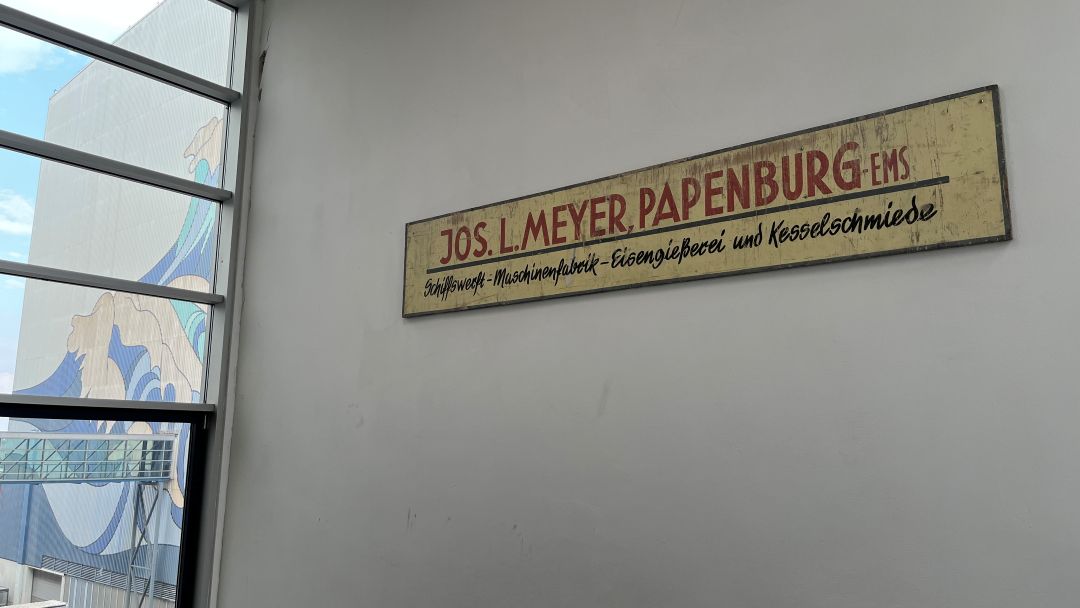 JOS. L. MEYER, PAPENBURG-EMS
Schiffswerft-Maschinenfabrik-Eisengießerei und Kesselschmiede